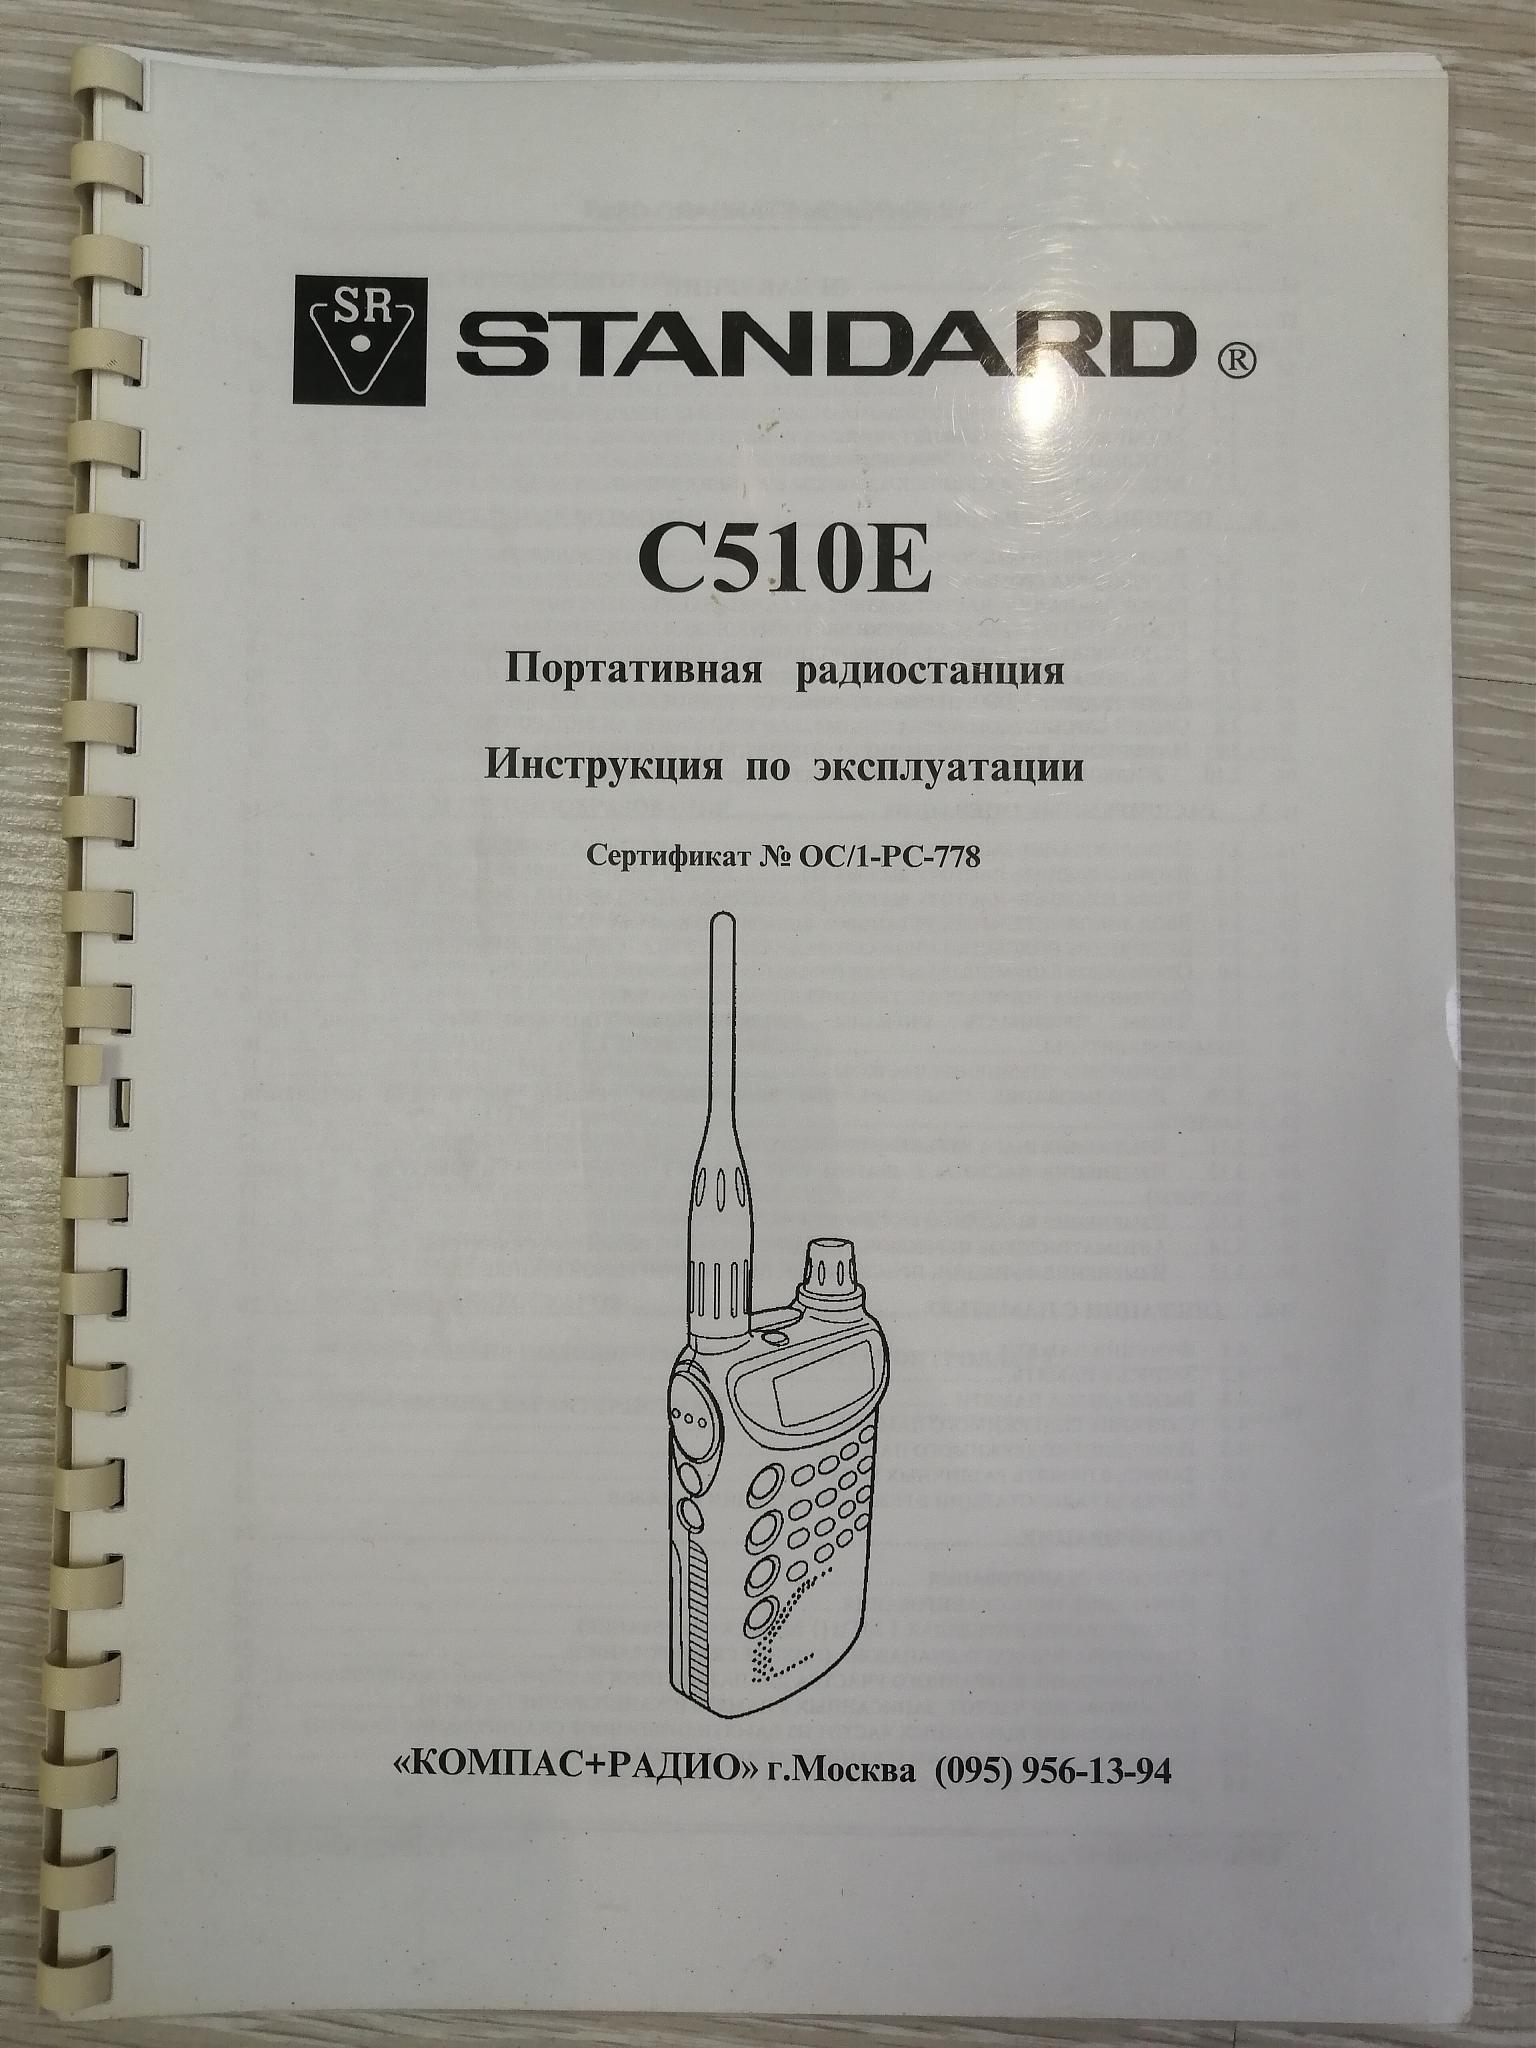 SR
STANDARD ®
C510E
Портативная радиостанция
Инструкция по эксплуатации
Сертификат № ОС/1-РС-778
«КОМПАС+РАДИО» г.Москва (095) 956-13-94